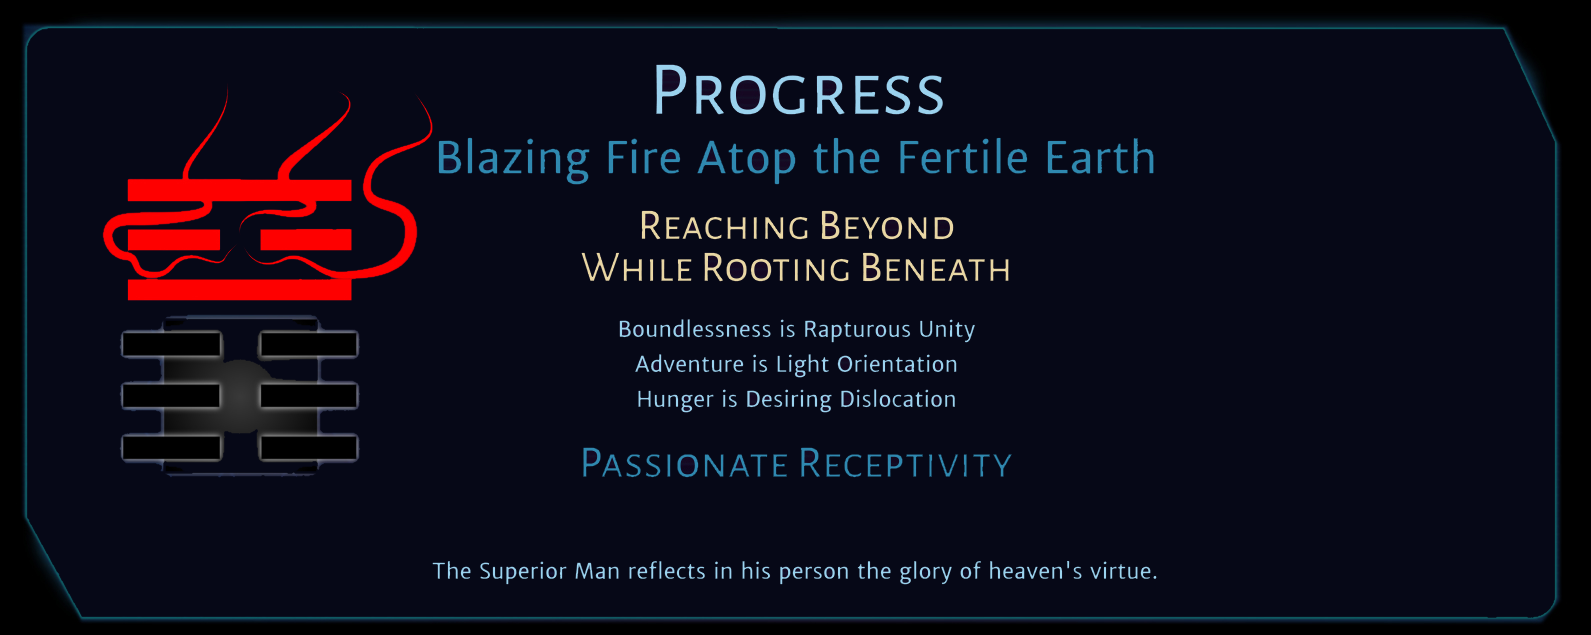 Progress
Blazing Fire Atop the Fertile Earth
Reaching Beyond
While Rooting Beneath
Boundlessness is Rapturous Unity
Adventure is Light Orientation
Hunger is Desiring Dislocation
Passionate Receptivity
The Superior Man reflects in his person the glory of heaven's virtue.